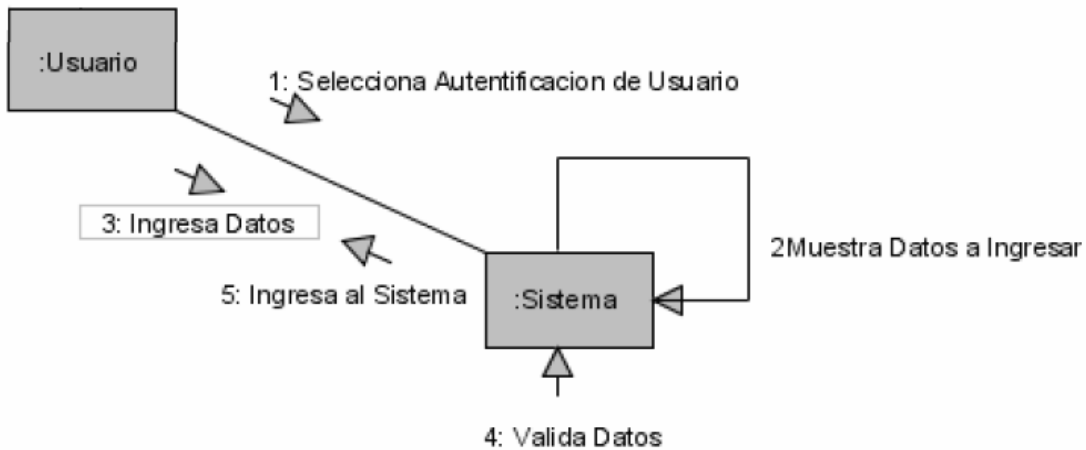 :Usuario
1: Selecciona Autentificacion de Usuario
3: Ingresa Datos
2Muestra Datos a Ingresar
5: Ingresa al Sistema
:Sistema
4: Valida Datos